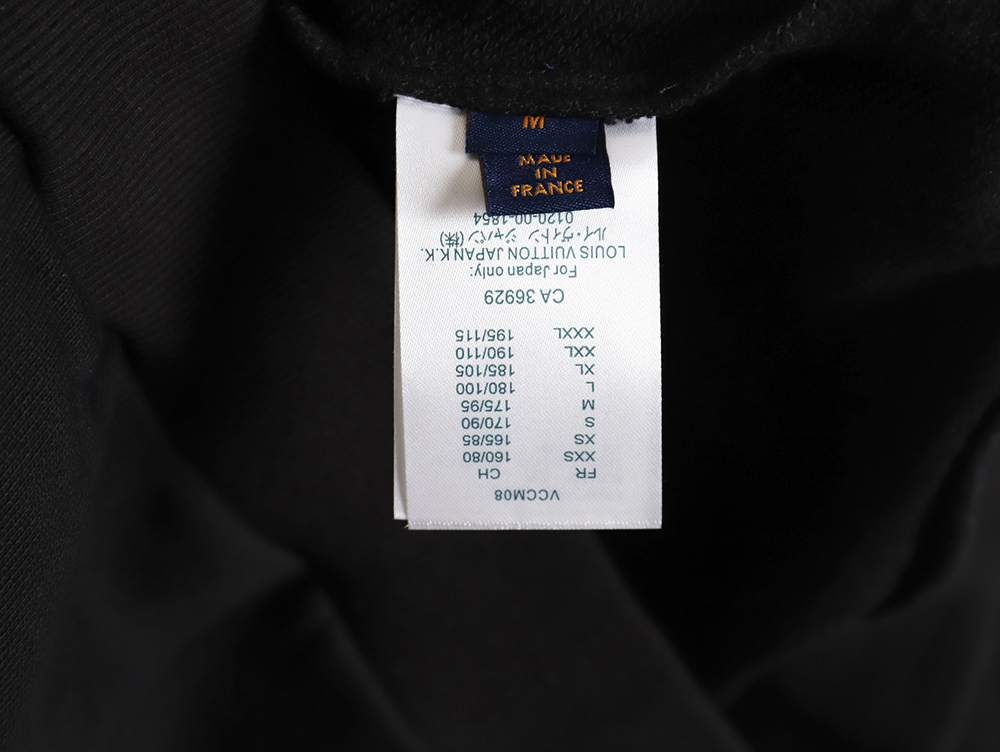 M
MADE
IN
FRANCE
VCCM08
FR CH
XXS 160/80
XS 165/85
S 170/90
M 175/95
L 180/100
XL 185/105
XXL 190/110
XXXL 195/115
CA 36929
For Japan only:
LOUIS VUITTON JAPAN K.K.
ルイ・ヴィトン ジャパン (株)
0120-00-1854